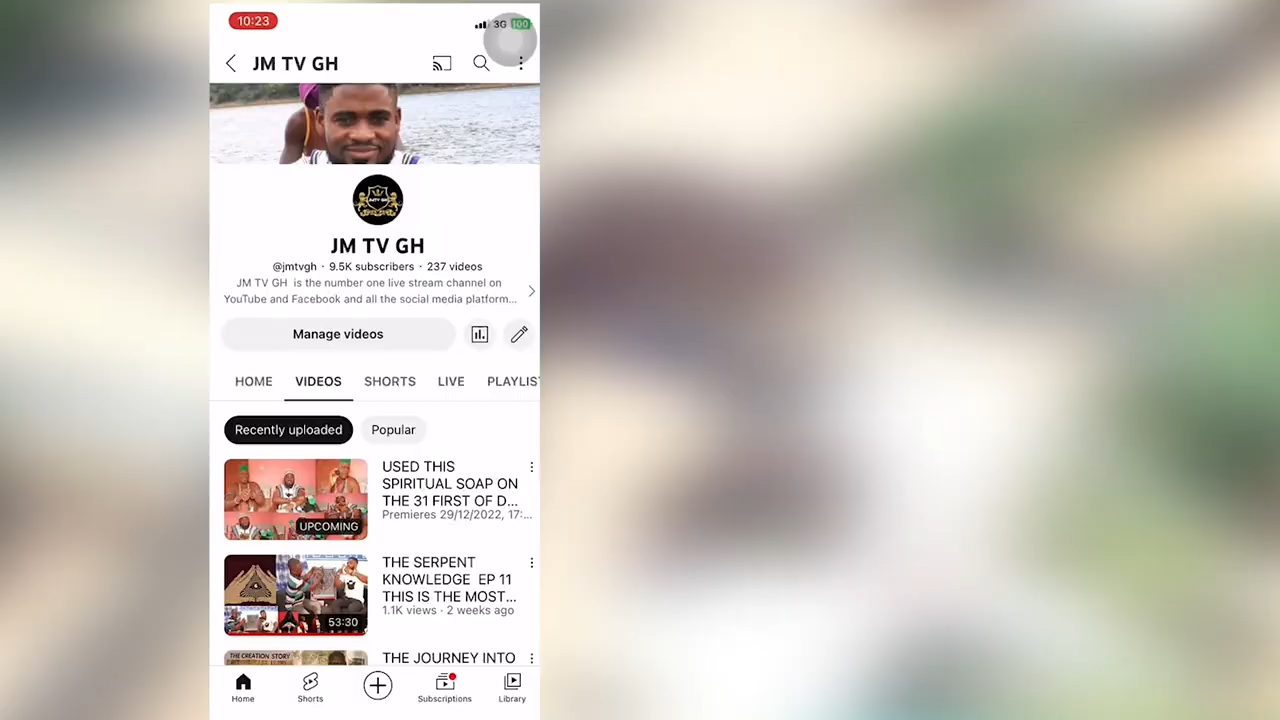 10:23
3G 100
JM TV GH
JM TV GH
@jmtvgh · 9.5K subscribers · 237 videos
JM TV GH is the number one live stream channel on
YouTube and Facebook and all the social media platform...
Manage videos
HOME VIDEOS SHORTS LIVE PLAYLIS
Recently uploaded Popular
USED THIS
SPIRITUAL SOAP ON
THE 31 FIRST OF D...
Premieres 29/12/2022, 17:...
UPCOMING
THE SERPENT
KNOWLEDGE EP 11
THIS IS THE MOST...
1.1K views · 2 weeks ago
53:30
THE CREATION STORY
THE JOURNEY INTO
Home Shorts Subscriptions Library